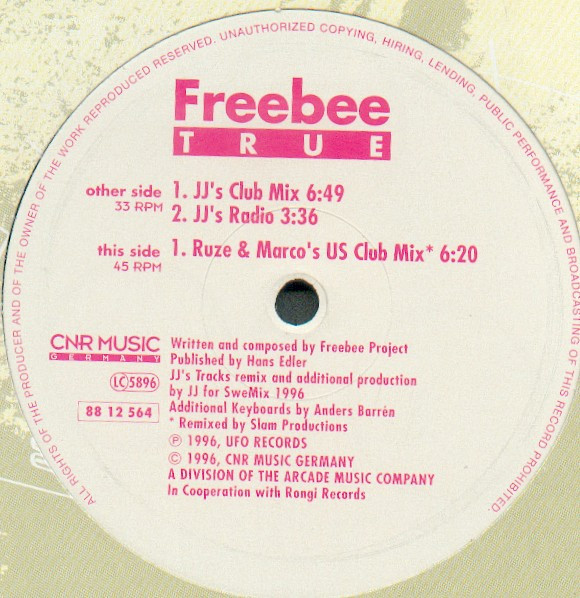 ALL RIGHTS OF THE PRODUCER AND OF THE OWNER OF THE WORK REPRODUCED RESERVED. UNAUTHORIZED COPYING, HIRING, LENDING, PUBLIC PERFORMANCE AND BROADCASTING OF THIS RECORD PROHIBITED.
Freebee
TRUE
other side 1. JJ's Club Mix 6:49
33 RPM 2. JJ's Radio 3:36
this side 1. Ruze & Marco's US Club Mix* 6:20
45 RPM
CNR MUSIC
GERMANY
LC 5896
88 12 564
Written and composed by Freebee Project
Published by Hans Edler
JJ's Tracks remix and additional production
by JJ for SweMix 1996
Additional Keyboards by Anders Barrén
* Remixed by Slam Productions
Ⓟ 1996, UFO RECORDS
© 1996, CNR MUSIC GERMANY
A DIVISION OF THE ARCADE MUSIC COMPANY
In Cooperation with Rongi Records